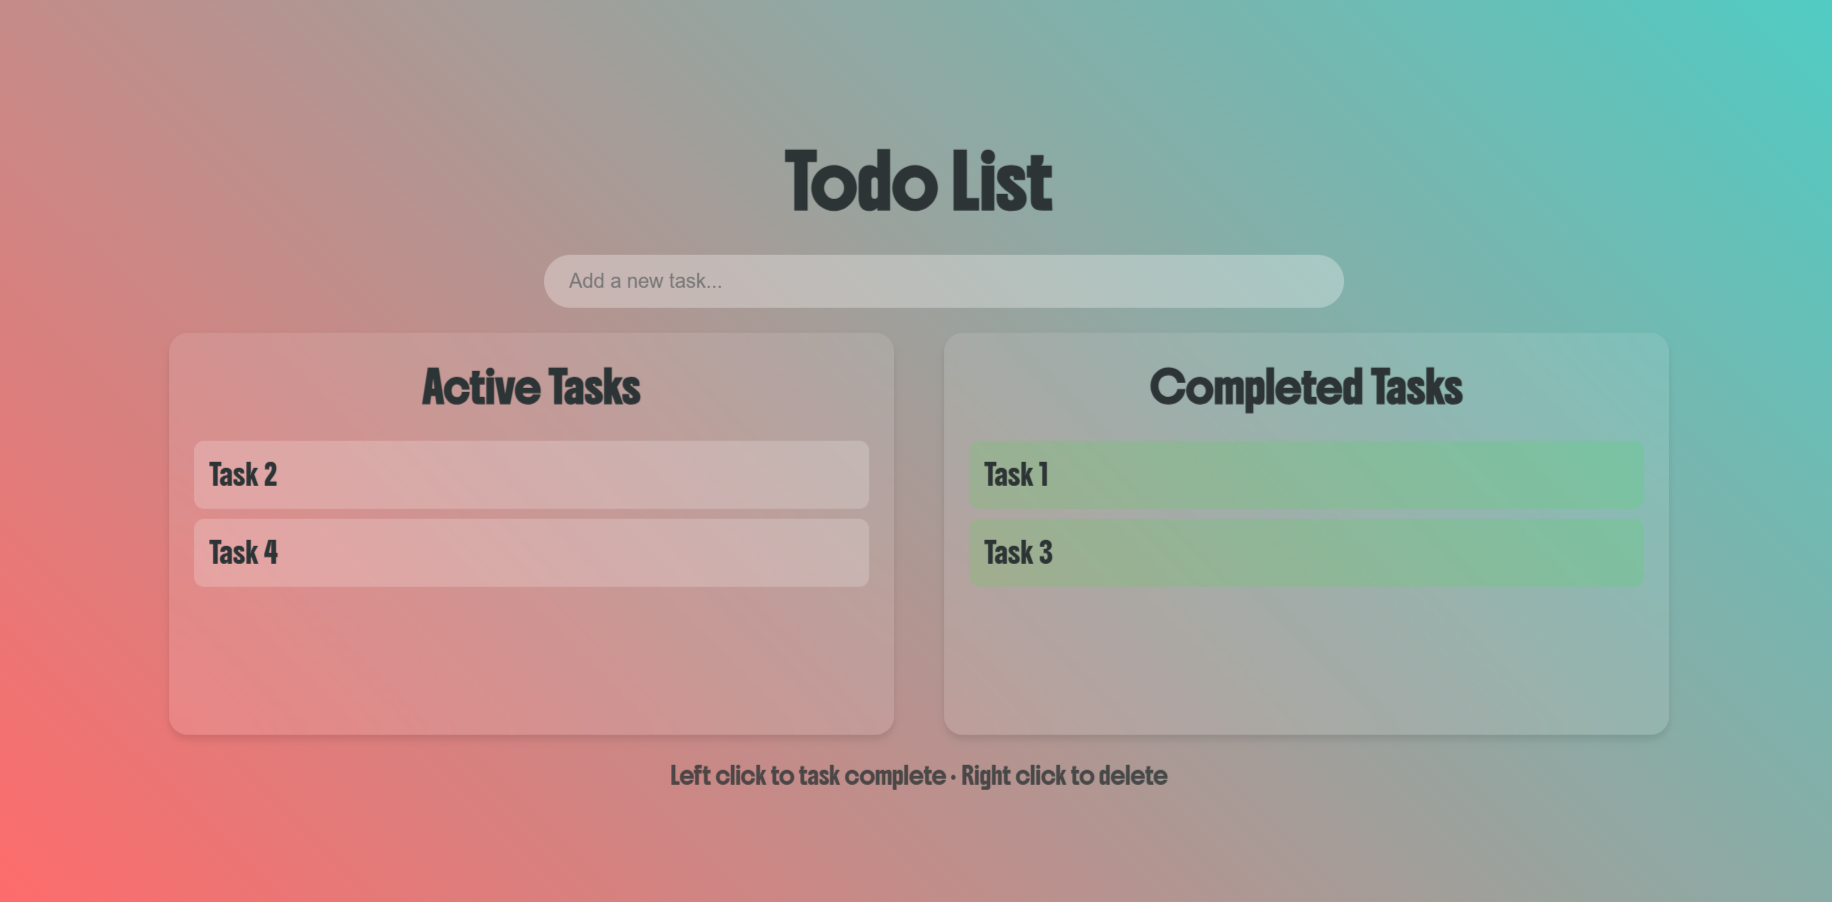 Todo List
Add a new task...
Active Tasks
Task 2
Task 4
Completed Tasks
Task 1
Task 3
Left click to task complete · Right click to delete